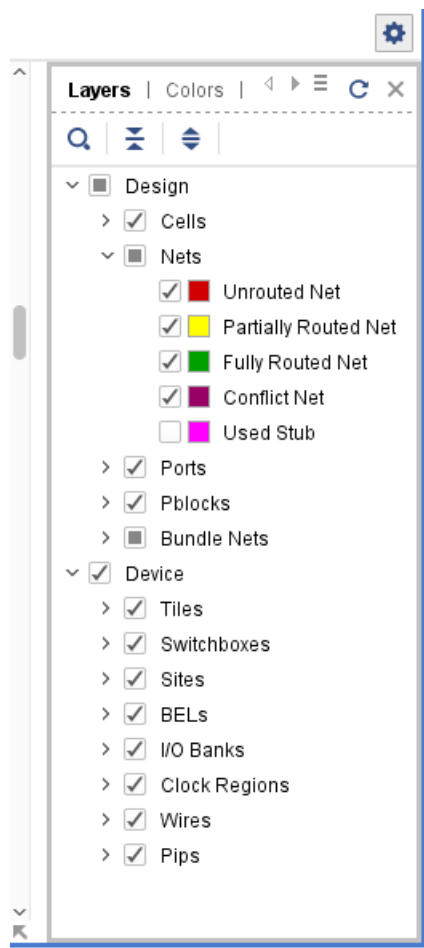 Layers | Colors |
Design
Cells
Nets
Unrouted Net
Partially Routed Net
Fully Routed Net
Conflict Net
Used Stub
Ports
Pblocks
Bundle Nets
Device
Tiles
Switchboxes
Sites
BELs
I/O Banks
Clock Regions
Wires
Pips